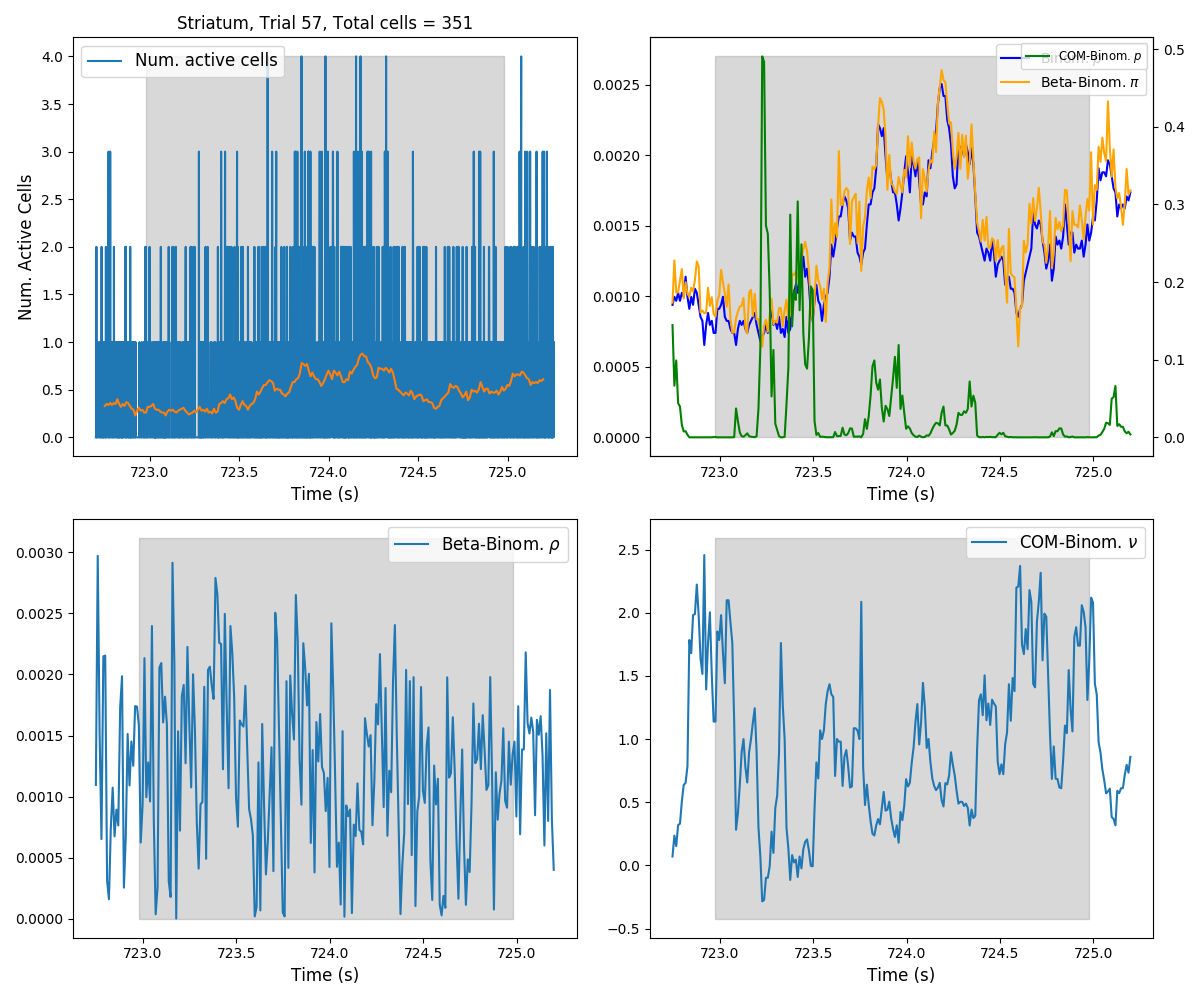 Striatum, Trial 57, Total cells = 351
Num. active cells
Num. Active Cells
4.0
3.5
3.0
2.5
2.0
1.5
1.0
0.5
0.0
723.0 723.5 724.0 724.5 725.0
Time (s)
COM-Binom. p
Beta-Binom. π
0.0025
0.0020
0.0015
0.0010
0.0005
0.0000
0.5
0.4
0.3
0.2
0.1
0.0
723.0 723.5 724.0 724.5 725.0
Time (s)
Beta-Binom. ρ
0.0030
0.0025
0.0020
0.0015
0.0010
0.0005
0.0000
723.0 723.5 724.0 724.5 725.0
Time (s)
COM-Binom. ν
2.5
2.0
1.5
1.0
0.5
0.0
−0.5
723.0 723.5 724.0 724.5 725.0
Time (s)